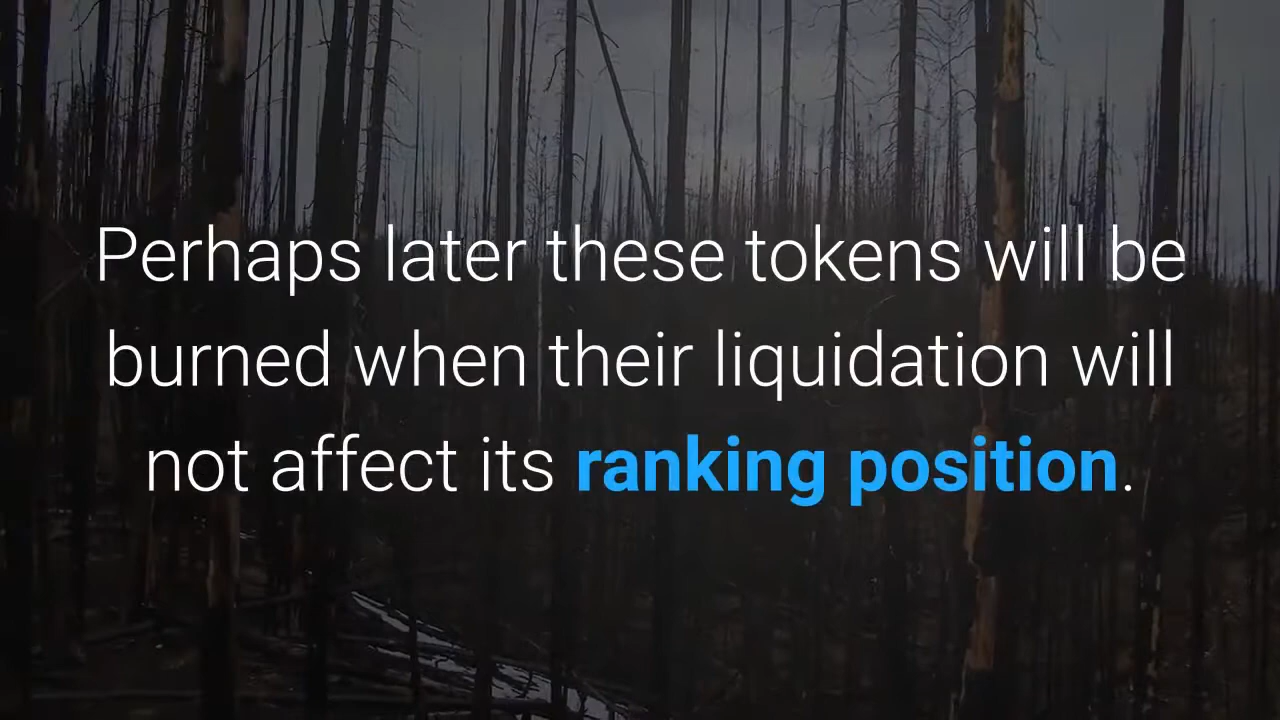 Perhaps later these tokens will be
burned when their liquidation will
not affect its ranking position.